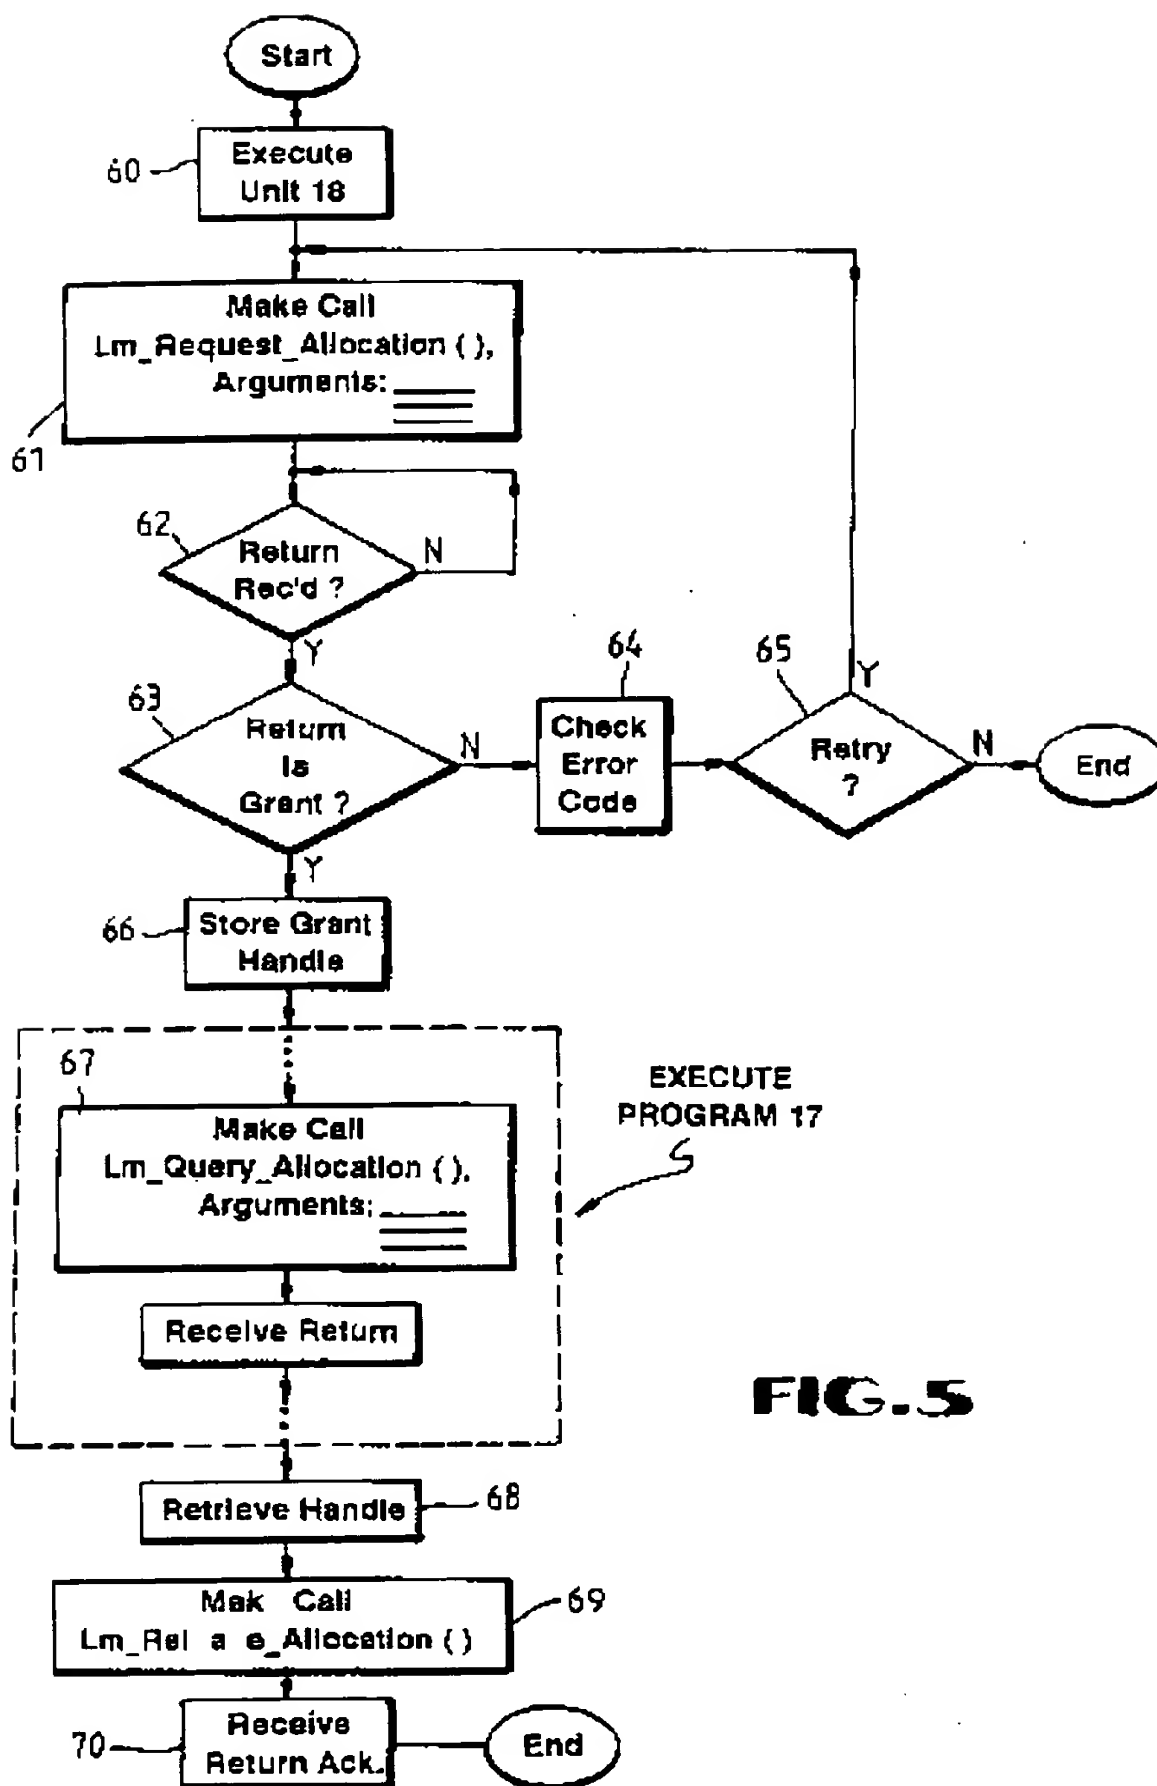 Start
60
Execute
Unit 18
Make Call
Lm_Request_Allocation ( ),
Arguments:
61
62
Return
Rec'd ?
N
Y
63
Return
is
Grant ?
N
Y
64
Check
Error
Code
65
Retry
?
Y
N
End
66
Store Grant
Handle
67
Make Call
Lm_Query_Allocation ( ),
Arguments:
Receive Return
EXECUTE
PROGRAM 17
FIG.5
Retrieve Handle
68
Mak Call
Lm_Rel a e_Allocation ( )
69
70
Receive
Return Ack.
End